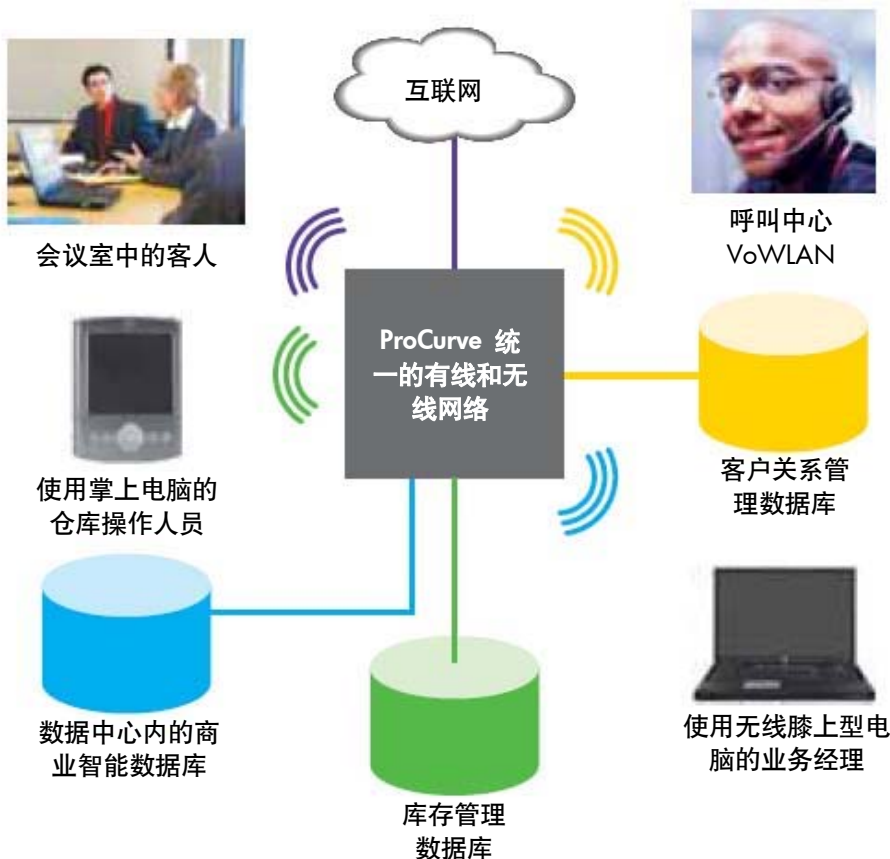 互联网
会议室中的客人
呼叫中心
VoWLAN
ProCurve 统
一的有线和无
线网络
使用掌上电脑的
仓库操作人员
客户关系管
理数据库
数据中心内的商
业智能数据库
使用无线膝上型电
脑的业务经理
库存管理
数据库